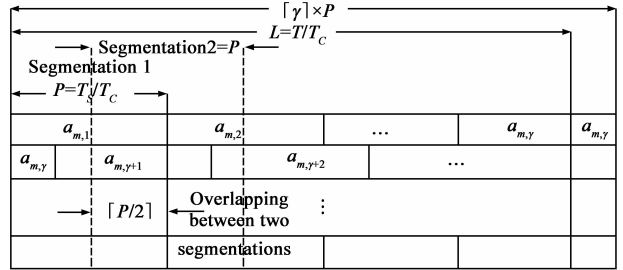 ⌈γ⌉×P
L=T/T_C
Segmentation2=P
Segmentation 1
P=T_S/T_C
a_{m,1} a_{m,2} ... a_{m,γ} a_{m,γ}
a_{m,γ} a_{m,γ+1} a_{m,γ+2} ...
⌈P/2⌉ Overlapping
between two ⋮
segmentations